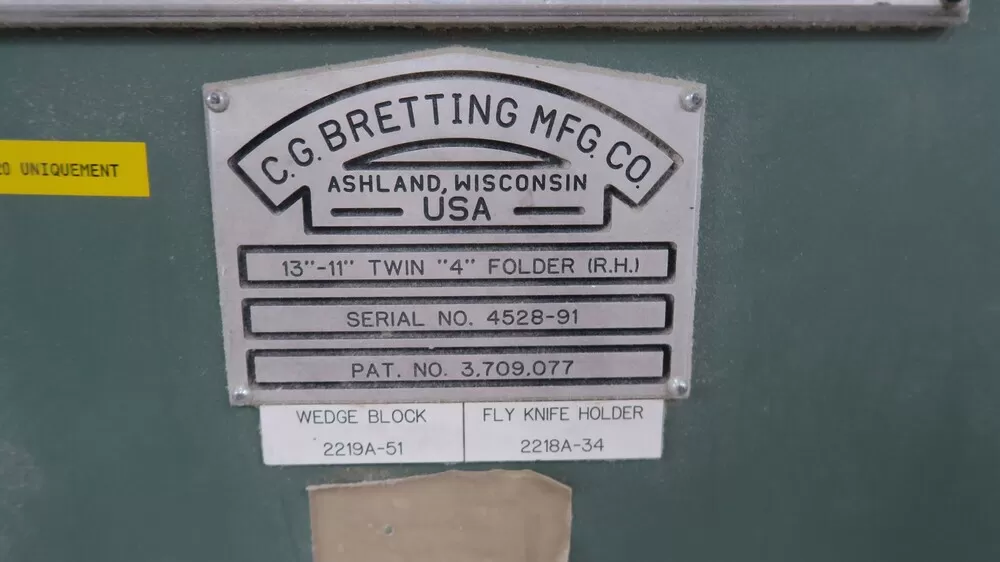 C.G. BRETTING MFG. CO.
ASHLAND, WISCONSIN
USA
UNIQUEMENT
13"-11" TWIN "4" FOLDER (R.H.)
SERIAL NO. 4528-91
PAT. NO. 3,709,077
WEDGE BLOCK
2219A-51
FLY KNIFE HOLDER
2218A-34